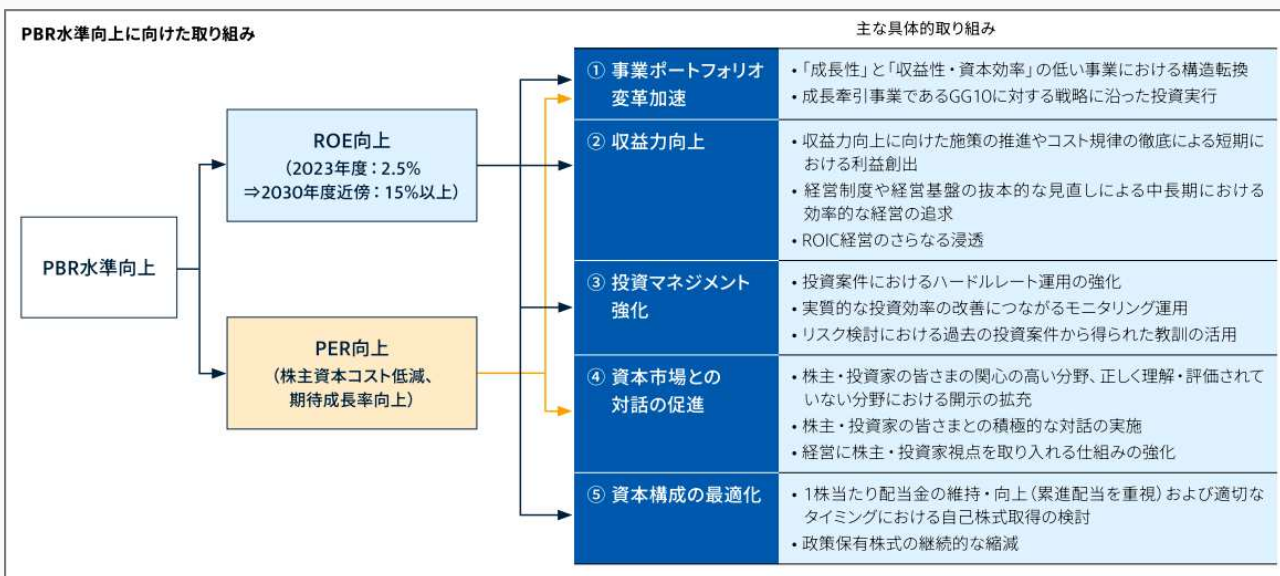 PBR水準向上に向けた取り組み
主な具体的取り組み
PBR水準向上
ROE向上
(2023年度：2.5%
⇒2030年度近傍：15%以上)
PER向上
(株主資本コスト低減、
期待成長率向上)
① 事業ポートフォリオ
変革加速
•「成長性」と「収益性・資本効率」の低い事業における構造転換
• 成長牽引事業であるGG10に対する戦略に沿った投資実行
② 収益力向上
• 収益力向上に向けた施策の推進やコスト規律の徹底による短期に
おける利益創出
• 経営制度や経営基盤の抜本的な見直しによる中長期における
効率的な経営の追求
• ROIC経営のさらなる浸透
③ 投資マネジメント
強化
• 投資案件におけるハードルレート運用の強化
• 実質的な投資効率の改善につながるモニタリング運用
• リスク検討における過去の投資案件から得られた教訓の活用
④ 資本市場との
対話の促進
• 株主・投資家の皆さまの関心の高い分野、正しく理解・評価されて
いない分野における開示の拡充
• 株主・投資家の皆さまとの積極的な対話の実施
• 経営に株主・投資家視点を取り入れる仕組みの強化
⑤ 資本構成の最適化
• 1株当たり配当金の維持・向上(累進配当を重視)および適切な
タイミングにおける自己株式取得の検討
• 政策保有株式の継続的な縮減